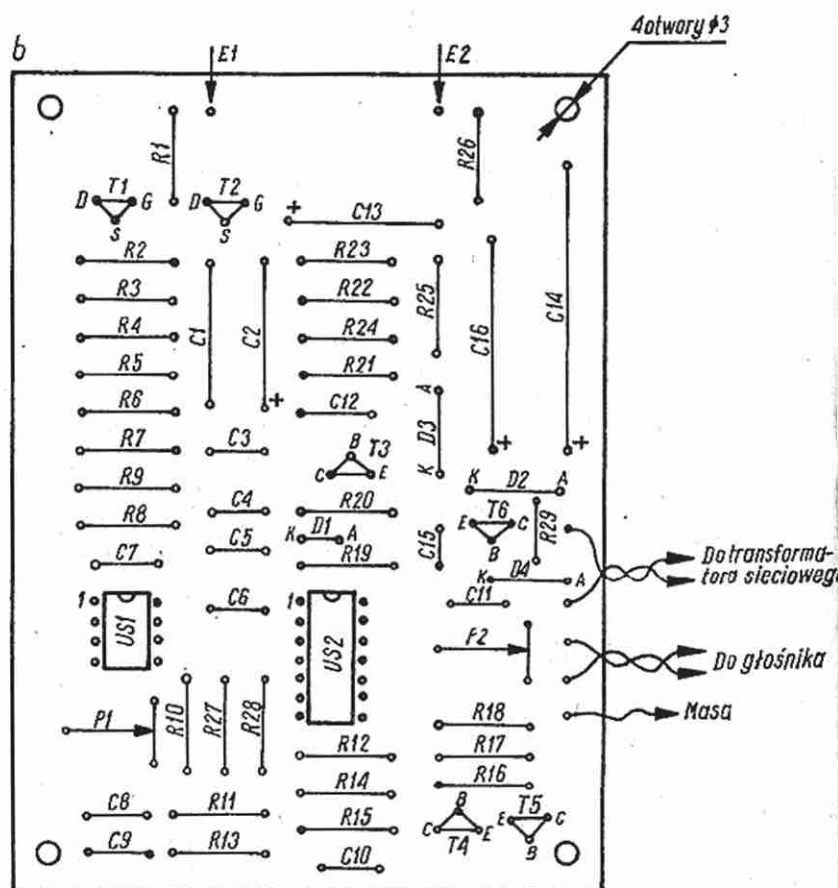 b
E1
E2
4 otwory ϕ3
R1
R26
D T1 G
S
D T2 G
S
+ C13
R2
R23
R3
R22
R25
R4
C1
C2
R24
C16
C14
R5
R21
R6
+
C12
A
D3
K
R7
C3
B T3
C E
+
+
R9
K D2 A
R8
C4
R20
E T6 C
B
R29
C5
K D1 A
C15
C7
R19
K D4 A
Do transforma-
tora sieciowego
1
US1
C6
1
US2
C11
P2
Do głośnika
P1
R10
R27
R28
R18
Masa
R12
R17
R14
R16
C8
R11
R15
B
C E
T4
E T5 C
B
C9
R13
C10